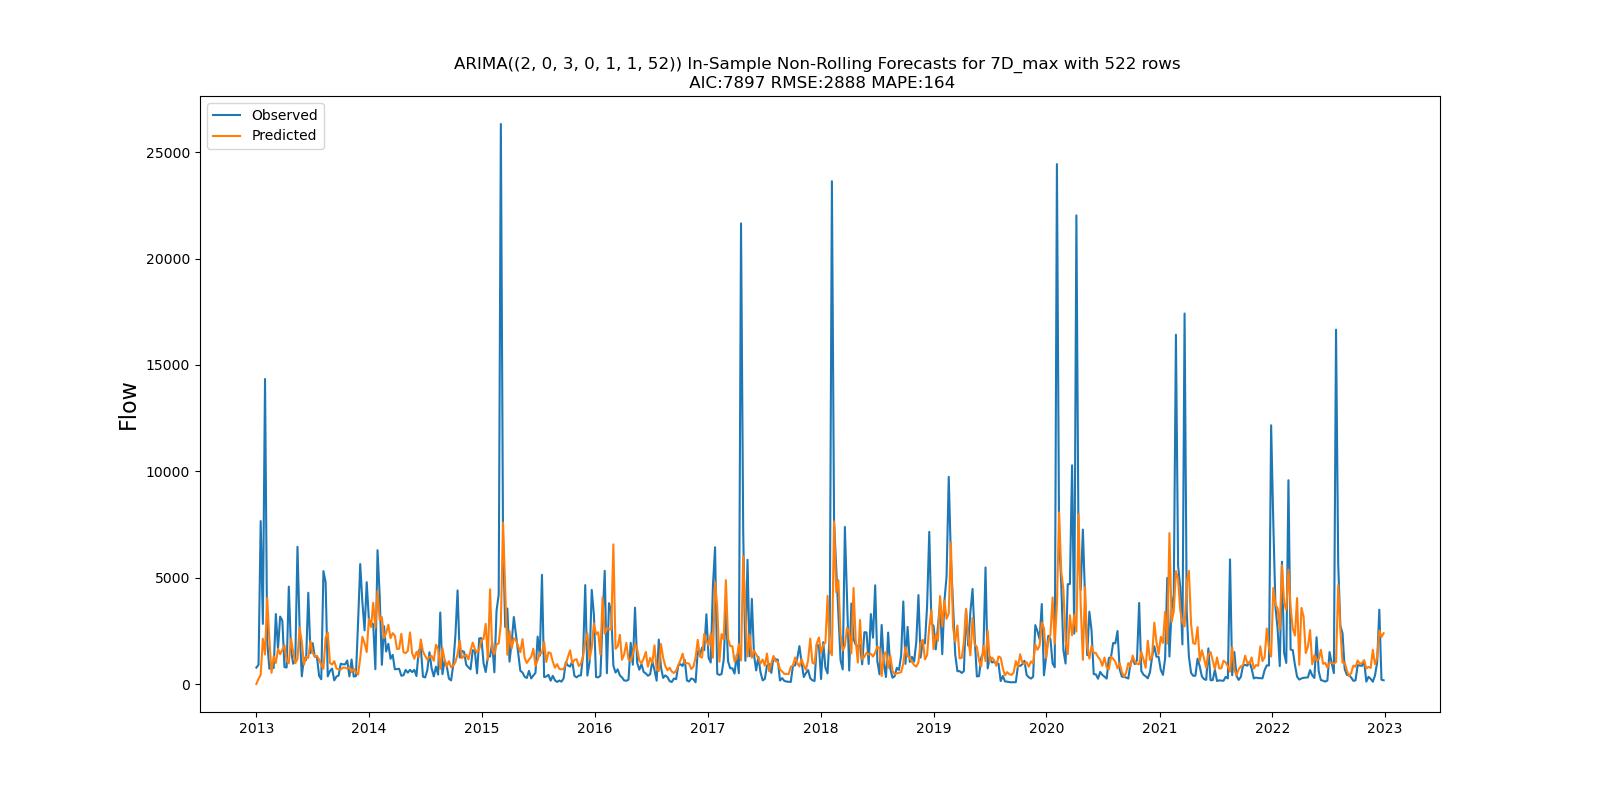 ARIMA((2, 0, 3, 0, 1, 1, 52)) In-Sample Non-Rolling Forecasts for 7D_max with 522 rows
AIC:7897 RMSE:2888 MAPE:164
Observed
Predicted
25000
20000
15000
10000
5000
0
Flow
2013 2014 2015 2016 2017 2018 2019 2020 2021 2022 2023